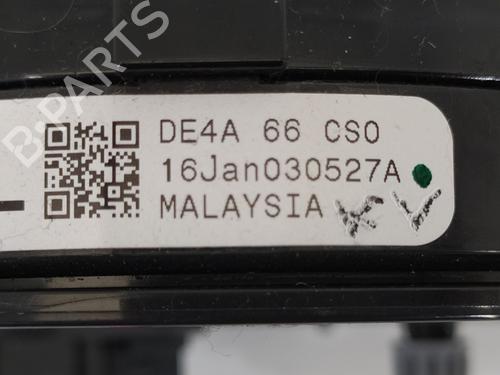 B-PARTS
DE4A 66 CS0
16Jan030527A
MALAYSIA